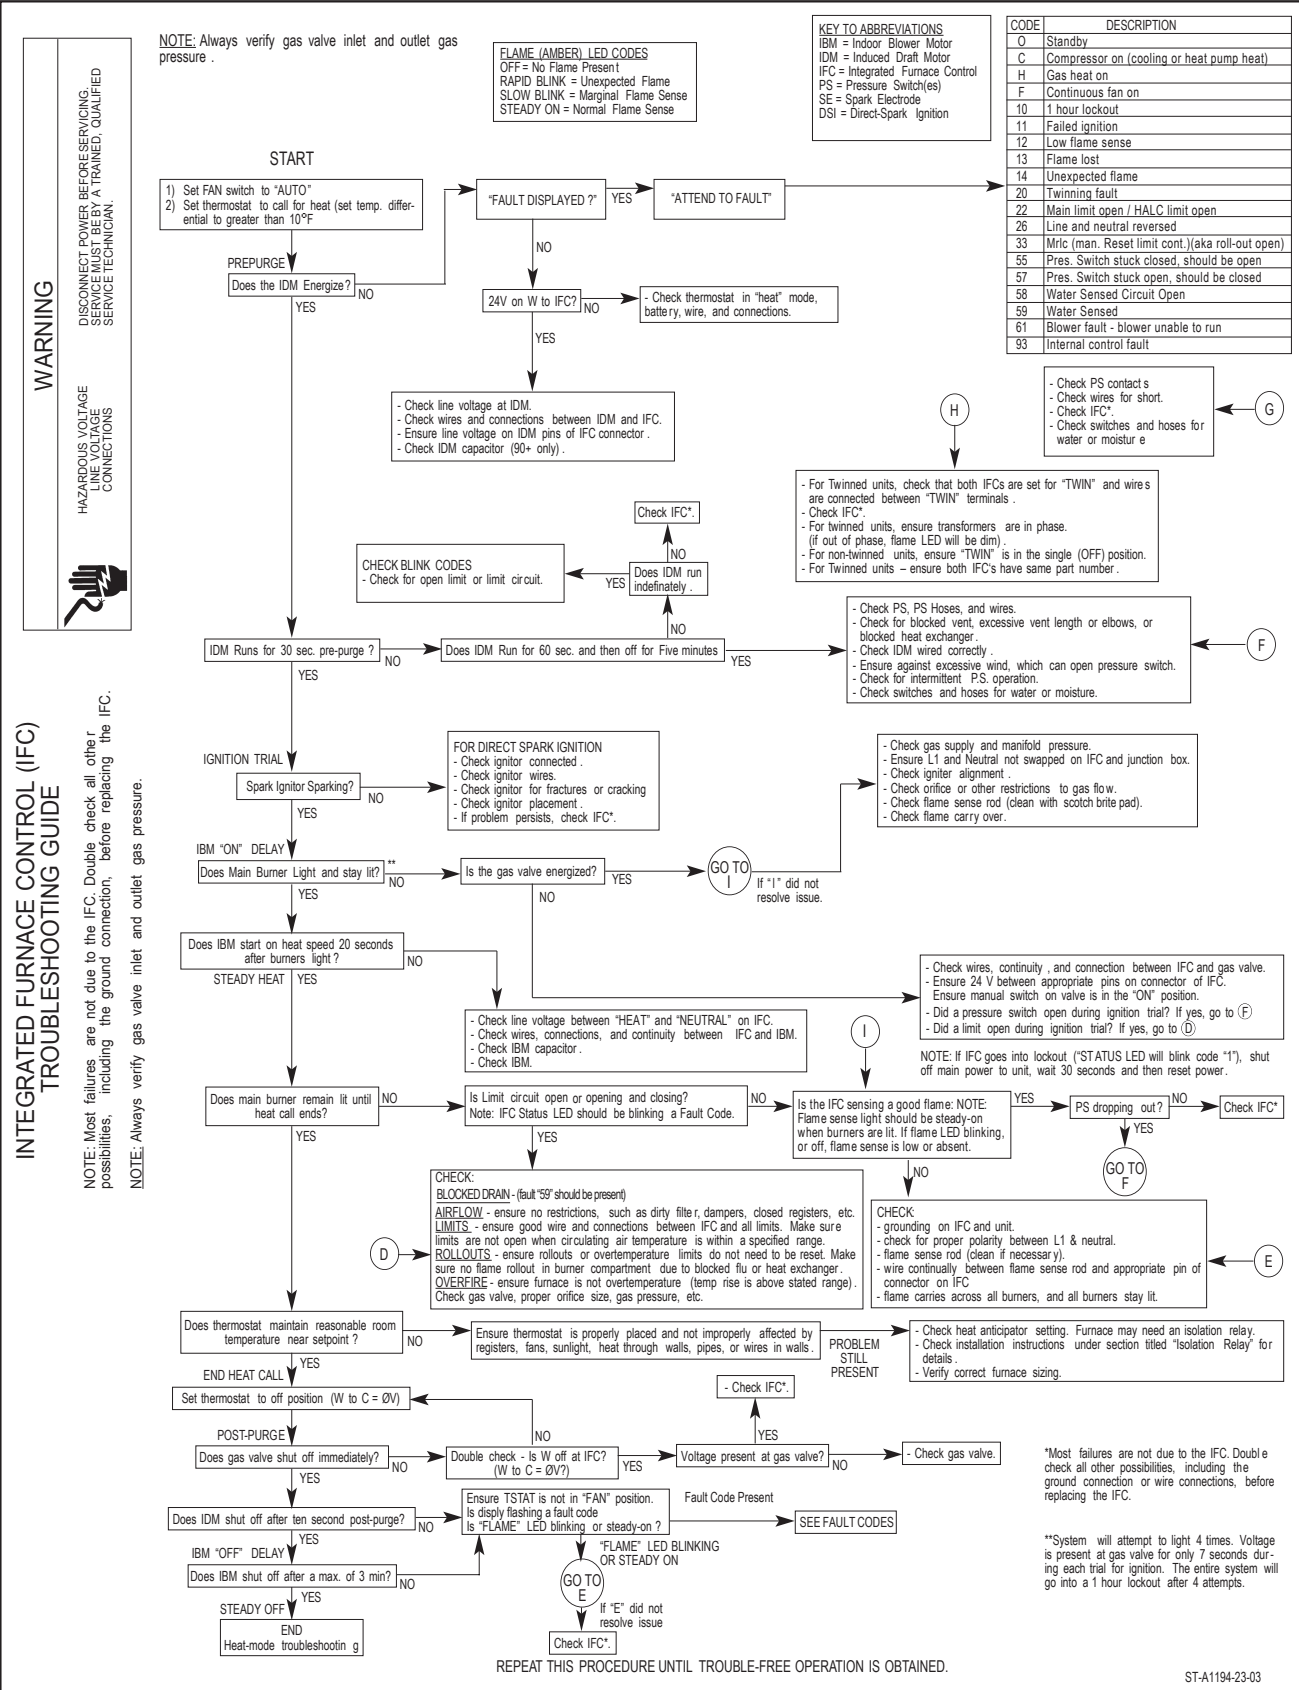 INTEGRATED FURNACE CONTROL (IFC)
TROUBLESHOOTING GUIDE
NOTE: Most failures are not due to the IFC. Double check all other
possibilities, including the ground connection, before replacing the IFC.
NOTE: Always verify gas valve inlet and outlet gas pressure.
WARNING
HAZARDOUS VOLTAGE
LINE VOLTAGE
CONNECTIONS
DISCONNECT POWER BEFORE SERVICING.
SERVICE MUST BE BY A TRAINED, QUALIFIED
SERVICE TECHNICIAN.
NOTE: Always verify gas valve inlet and outlet gas
pressure .
FLAME (AMBER) LED CODES
OFF = No Flame Present
RAPID BLINK = Unexpected Flame
SLOW BLINK = Marginal Flame Sense
STEADY ON = Normal Flame Sense
KEY TO ABBREVIATIONS
IBM = Indoor Blower Motor
IDM = Induced Draft Motor
IFC = Integrated Furnace Control
PS = Pressure Switch(es)
SE = Spark Electrode
DSI = Direct-Spark Ignition
CODE DESCRIPTION
O Standby
C Compressor on (cooling or heat pump heat)
H Gas heat on
F Continuous fan on
10 1 hour lockout
11 Failed ignition
12 Low flame sense
13 Flame lost
14 Unexpected flame
20 Twinning fault
22 Main limit open / HALC limit open
26 Line and neutral reversed
33 Mrlc (man. Reset limit cont.)(aka roll-out open)
55 Pres. Switch stuck closed, should be open
57 Pres. Switch stuck open, should be closed
58 Water Sensed Circuit Open
59 Water Sensed
61 Blower fault - blower unable to run
93 Internal control fault
START
1) Set FAN switch to “AUTO”
2) Set thermostat to call for heat (set temp. differ-
ential to greater than 10°F
“FAULT DISPLAYED ?”
YES
“ATTEND TO FAULT”
NO
PREPURGE
Does the IDM Energize?
NO
YES
24V on W to IFC?
NO
- Check thermostat in “heat” mode,
battery, wire, and connections.
YES
- Check line voltage at IDM.
- Check wires and connections between IDM and IFC.
- Ensure line voltage on IDM pins of IFC connector .
- Check IDM capacitor (90+ only) .
- Check PS contact s
- Check wires for short.
- Check IFC*.
- Check switches and hoses for
water or moistur e
G
H
- For Twinned units, check that both IFCs are set for “TWIN” and wires
are connected between “TWIN” terminals .
- Check IFC*.
- For twinned units, ensure transformers are in phase.
(if out of phase, flame LED will be dim) .
- For non-twinned units, ensure “TWIN” is in the single (OFF) position.
- For Twinned units – ensure both IFC's have same part number .
Check IFC*.
NO
CHECK BLINK CODES
- Check for open limit or limit circuit.
YES
Does IDM run
indefinately .
NO
IDM Runs for 30 sec. pre-purge ?
NO
Does IDM Run for 60 sec. and then off for Five minutes
YES
YES
- Check PS, PS Hoses, and wires.
- Check for blocked vent, excessive vent length or elbows, or
blocked heat exchanger .
- Check IDM wired correctly .
- Ensure against excessive wind, which can open pressure switch.
- Check for intermittent P.S. operation.
- Check switches and hoses for water or moisture.
F
IGNITION TRIAL
Spark Ignitor Sparking?
NO
YES
FOR DIRECT SPARK IGNITION
- Check ignitor connected .
- Check ignitor wires.
- Check ignitor for fractures or cracking
- Check ignitor placement .
- If problem persists, check IFC*.
- Check gas supply and manifold pressure.
- Ensure L1 and Neutral not swapped on IFC and junction box.
- Check igniter alignment .
- Check orifice or other restrictions to gas flow.
- Check flame sense rod (clean with scotch brite pad).
- Check flame carry over.
IBM “ON” DELAY
Does Main Burner Light and stay lit?
**
NO
YES
Is the gas valve energized?
YES
NO
GO TO
I
If “I” did not
resolve issue.
Does IBM start on heat speed 20 seconds
after burners light ?
NO
STEADY HEAT
YES
- Check line voltage between “HEAT” and “NEUTRAL” on IFC.
- Check wires, connections, and continuity between IFC and IBM.
- Check IBM capacitor .
- Check IBM.
- Check wires, continuity , and connection between IFC and gas valve.
- Ensure 24 V between appropriate pins on connector of IFC.
Ensure manual switch on valve is in the “ON” position.
- Did a pressure switch open during ignition trial? If yes, go to F
- Did a limit open during ignition trial? If yes, go to D
NOTE: If IFC goes into lockout (“STATUS LED will blink code “1”), shut
off main power to unit, wait 30 seconds and then reset power.
I
Does main burner remain lit until
heat call ends?
NO
YES
Is Limit circuit open or opening and closing?
Note: IFC Status LED should be blinking a Fault Code.
NO
YES
Is the IFC sensing a good flame: NOTE:
Flame sense light should be steady-on
when burners are lit. If flame LED blinking,
or off, flame sense is low or absent.
YES
NO
PS dropping out?
NO
Check IFC*
YES
GO TO
F
D
CHECK:
BLOCKED DRAIN - (fault “59” should be present)
AIRFLOW - ensure no restrictions, such as dirty filter, dampers, closed registers, etc.
LIMITS - ensure good wire and connections between IFC and all limits. Make sure
limits are not open when circulating air temperature is within a specified range.
ROLLOUTS - ensure rollouts or overtemperature limits do not need to be reset. Make
sure no flame rollout in burner compartment due to blocked flu or heat exchanger .
OVERFIRE - ensure furnace is not overtemperature (temp rise is above stated range) .
Check gas valve, proper orifice size, gas pressure, etc.
CHECK:
- grounding on IFC and unit.
- check for proper polarity between L1 & neutral.
- flame sense rod (clean if necessary).
- wire continually between flame sense rod and appropriate pin of
connector on IFC
- flame carries across all burners, and all burners stay lit.
E
Does thermostat maintain reasonable room
temperature near setpoint ?
NO
YES
Ensure thermostat is properly placed and not improperly affected by
registers, fans, sunlight, heat through walls, pipes, or wires in walls .
PROBLEM
STILL
PRESENT
- Check heat anticipator setting. Furnace may need an isolation relay.
- Check installation instructions under section titled “Isolation Relay” for
details .
- Verify correct furnace sizing.
END HEAT CALL
Set thermostat to off position (W to C = ØV)
- Check IFC*.
POST-PURGE
Does gas valve shut off immediately?
NO
YES
NO
Double check - Is W off at IFC?
(W to C = ØV?)
YES
YES
Voltage present at gas valve?
NO
- Check gas valve.
Does IDM shut off after ten second post-purge?
NO
Ensure TSTAT is not in “FAN” position.
Is disply flashing a fault code
Is “FLAME” LED blinking or steady-on ?
Fault Code Present
SEE FAULT CODES
YES
IBM “OFF” DELAY
Does IBM shut off after a max. of 3 min?
NO
“FLAME” LED BLINKING
OR STEADY ON
GO TO
E
YES
STEADY OFF
END
Heat-mode troubleshootin g
If “E” did not
resolve issue
Check IFC*.
*Most failures are not due to the IFC. Double
check all other possibilities, including the
ground connection or wire connections, before
replacing the IFC.
**System will attempt to light 4 times. Voltage
is present at gas valve for only 7 seconds dur-
ing each trial for ignition. The entire system will
go into a 1 hour lockout after 4 attempts.
REPEAT THIS PROCEDURE UNTIL TROUBLE-FREE OPERATION IS OBTAINED.
ST-A1194-23-03